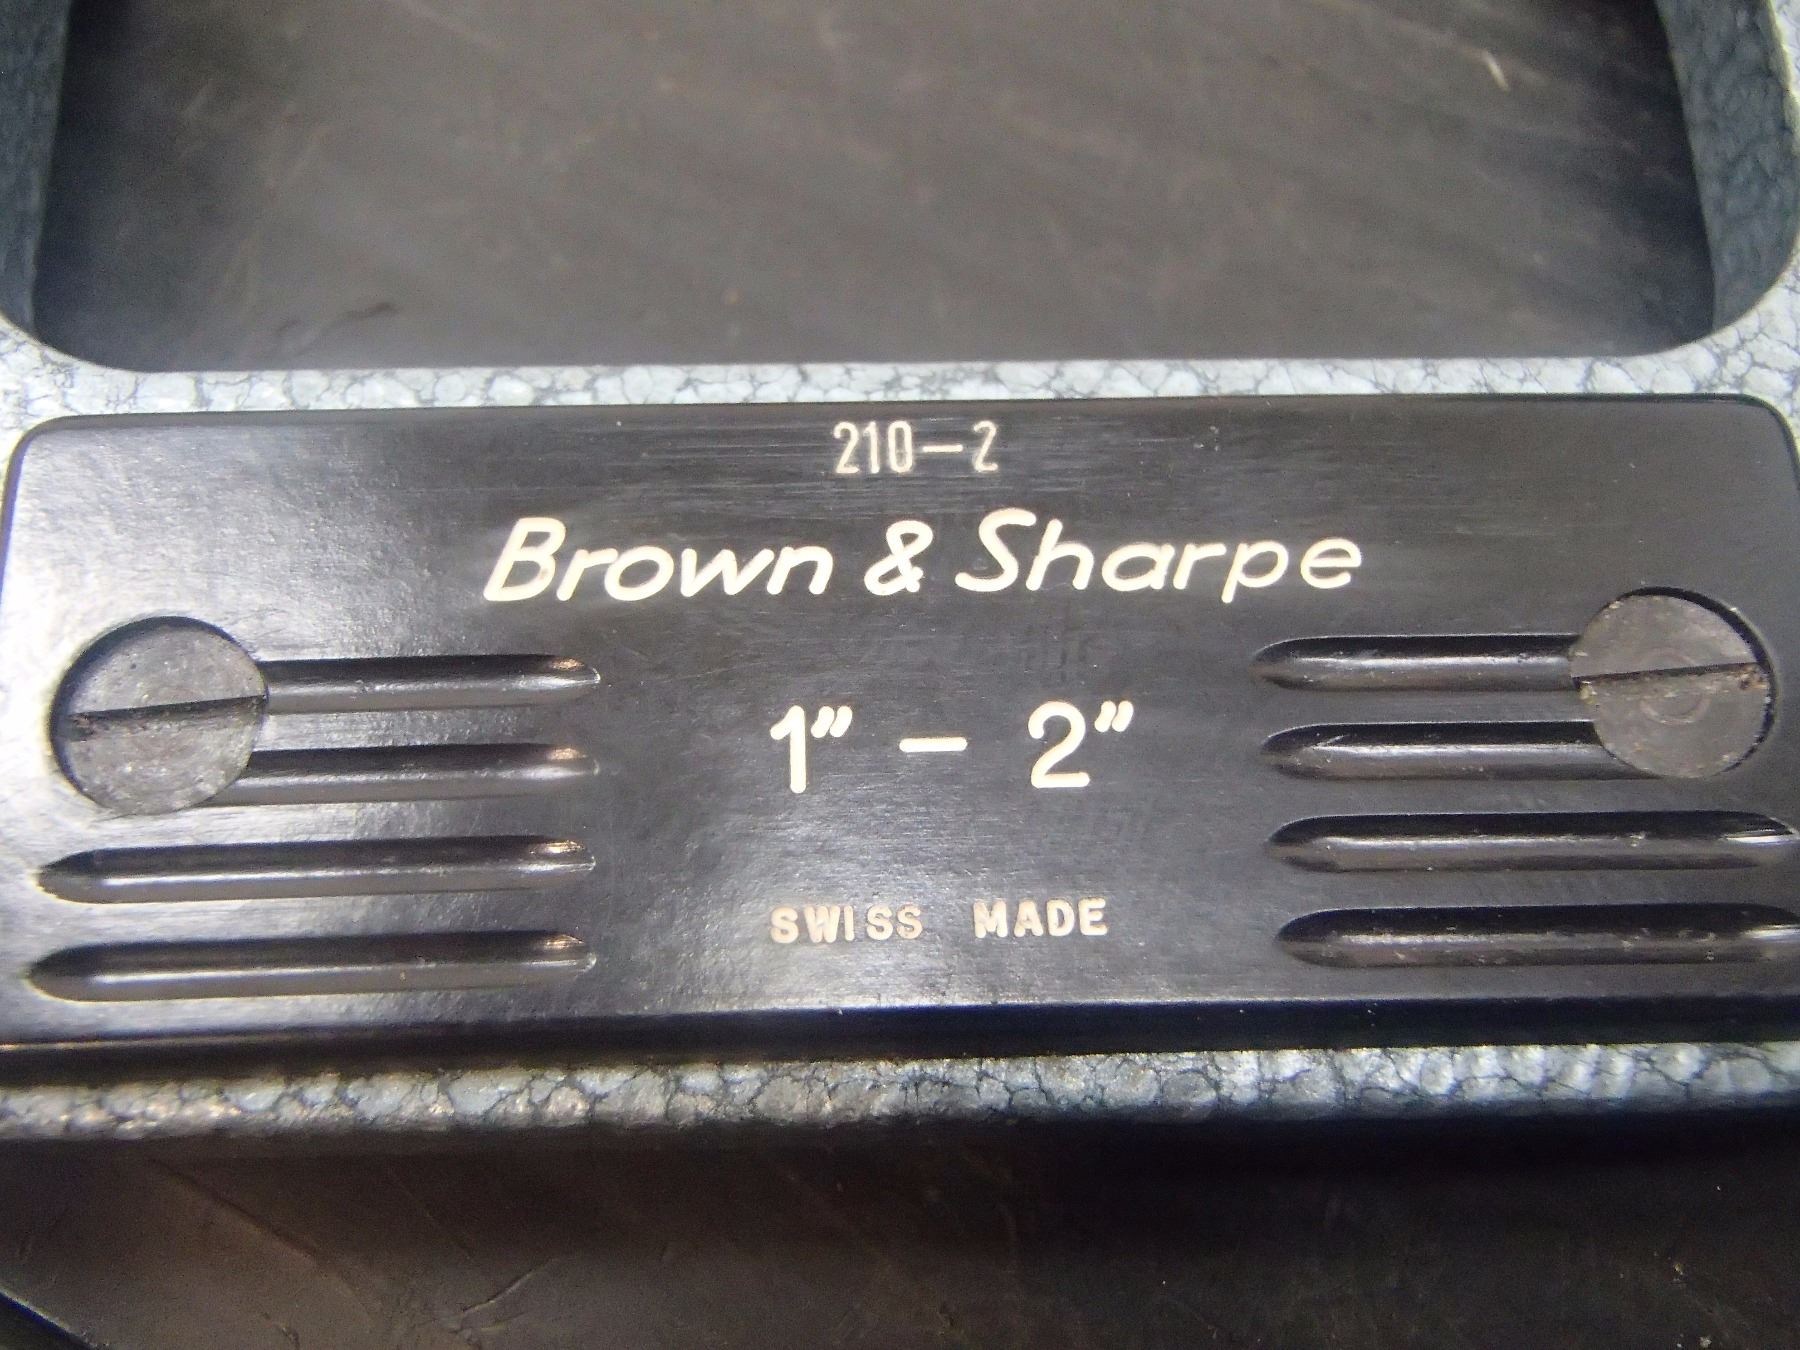 210-2
Brown & Sharpe
1" - 2"
SWISS MADE